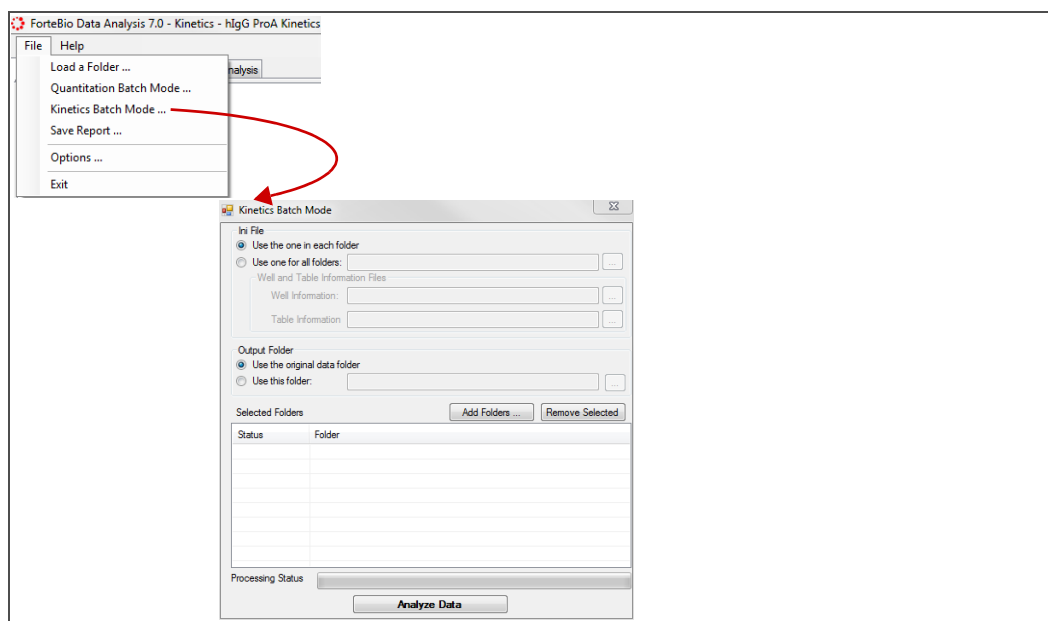 ForteBio Data Analysis 7.0 - Kinetics - hIgG ProA Kinetics
File Help
Load a Folder ...
nalysis
Quantitation Batch Mode ...
Kinetics Batch Mode ...
Save Report ...
Options ...
Exit
Kinetics Batch Mode
Ini File
Use the one in each folder
Use one for all folders: ...
Well and Table Information Files
Well Information: ...
Table Information ...
Output Folder
Use the original data folder
Use this folder: ...
Selected Folders Add Folders ... Remove Selected
Status Folder
Processing Status
Analyze Data